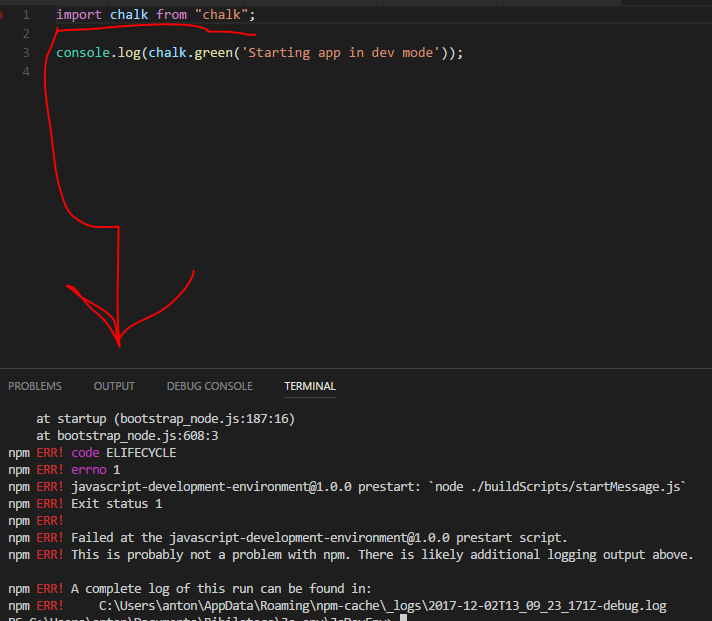 1 import chalk from "chalk";
2
3 console.log(chalk.green('Starting app in dev mode'));
4
PROBLEMS OUTPUT DEBUG CONSOLE TERMINAL
at startup (bootstrap_node.js:187:16)
at bootstrap_node.js:608:3
npm ERR! code ELIFECYCLE
npm ERR! errno 1
npm ERR! javascript-development-environment@1.0.0 prestart: `node ./buildScripts/startMessage.js`
npm ERR! Exit status 1
npm ERR!
npm ERR! Failed at the javascript-development-environment@1.0.0 prestart script.
npm ERR! This is probably not a problem with npm. There is likely additional logging output above.
npm ERR! A complete log of this run can be found in:
npm ERR! C:\Users\anton\AppData\Roaming\npm-cache\_logs\2017-12-02T13_09_23_171Z-debug.log